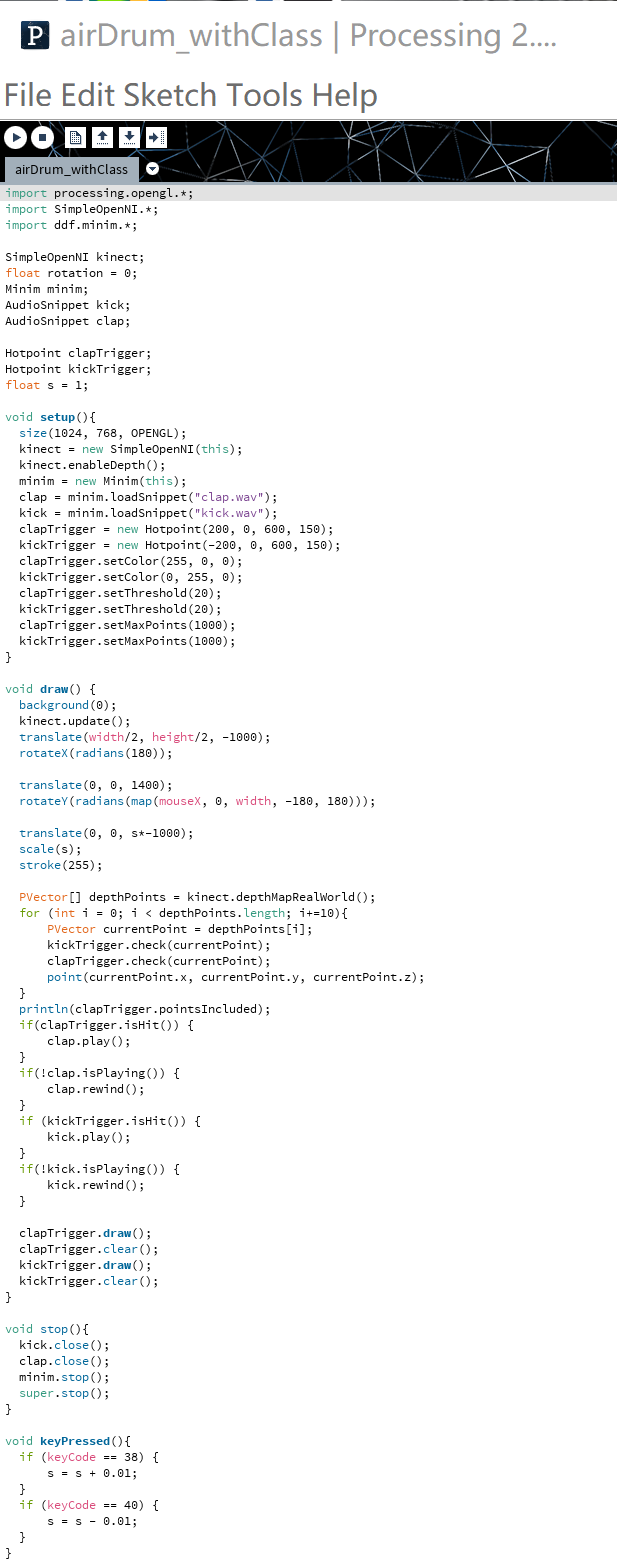 P airDrum_withClass | Processing 2....
File Edit Sketch Tools Help
airDrum_withClass
import processing.opengl.*;
import SimpleOpenNI.*;
import ddf.minim.*;

SimpleOpenNI kinect;
float rotation = 0;
Minim minim;
AudioSnippet kick;
AudioSnippet clap;

Hotpoint clapTrigger;
Hotpoint kickTrigger;
float s = 1;

void setup(){
  size(1024, 768, OPENGL);
  kinect = new SimpleOpenNI(this);
  kinect.enableDepth();
  minim = new Minim(this);
  clap = minim.loadSnippet("clap.wav");
  kick = minim.loadSnippet("kick.wav");
  clapTrigger = new Hotpoint(200, 0, 600, 150);
  kickTrigger = new Hotpoint(-200, 0, 600, 150);
  clapTrigger.setColor(255, 0, 0);
  kickTrigger.setColor(0, 255, 0);
  clapTrigger.setThreshold(20);
  kickTrigger.setThreshold(20);
  clapTrigger.setMaxPoints(1000);
  kickTrigger.setMaxPoints(1000);
}

void draw() {
  background(0);
  kinect.update();
  translate(width/2, height/2, -1000);
  rotateX(radians(180));

  translate(0, 0, 1400);
  rotateY(radians(map(mouseX, 0, width, -180, 180)));

  translate(0, 0, s*-1000);
  scale(s);
  stroke(255);

  PVector[] depthPoints = kinect.depthMapRealWorld();
  for (int i = 0; i < depthPoints.length; i+=10){
      PVector currentPoint = depthPoints[i];
      kickTrigger.check(currentPoint);
      clapTrigger.check(currentPoint);
      point(currentPoint.x, currentPoint.y, currentPoint.z);
  }
  println(clapTrigger.pointsIncluded);
  if(clapTrigger.isHit()) {
      clap.play();
  }
  if(!clap.isPlaying()) {
      clap.rewind();
  }
  if (kickTrigger.isHit()) {
      kick.play();
  }
  if(!kick.isPlaying()) {
      kick.rewind();
  }

  clapTrigger.draw();
  clapTrigger.clear();
  kickTrigger.draw();
  kickTrigger.clear();
}

void stop(){
  kick.close();
  clap.close();
  minim.stop();
  super.stop();
}

void keyPressed(){
  if (keyCode == 38) {
      s = s + 0.01;
  }
  if (keyCode == 40) {
      s = s - 0.01;
  }
}